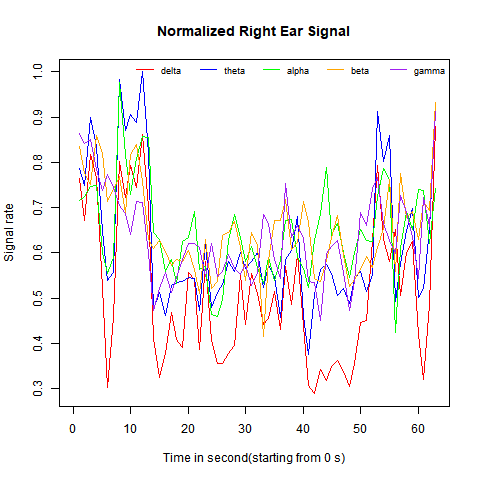 Normalized Right Ear Signal
delta theta alpha beta gamma
Signal rate
1.0
0.9
0.8
0.7
0.6
0.5
0.4
0.3
0 10 20 30 40 50 60
Time in second(starting from 0 s)